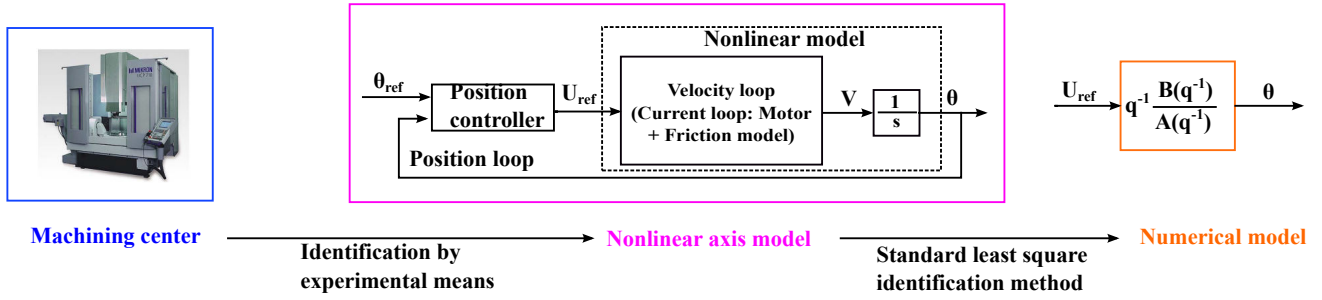 Nonlinear model
θref
Position
controller
Uref
Velocity loop
(Current loop: Motor
+ Friction model)
V
1
s
θ
Position loop
Uref
q-1 B(q-1)
A(q-1)
θ
Machining center
Identification by
experimental means
Nonlinear axis model
Standard least square
identification method
Numerical model